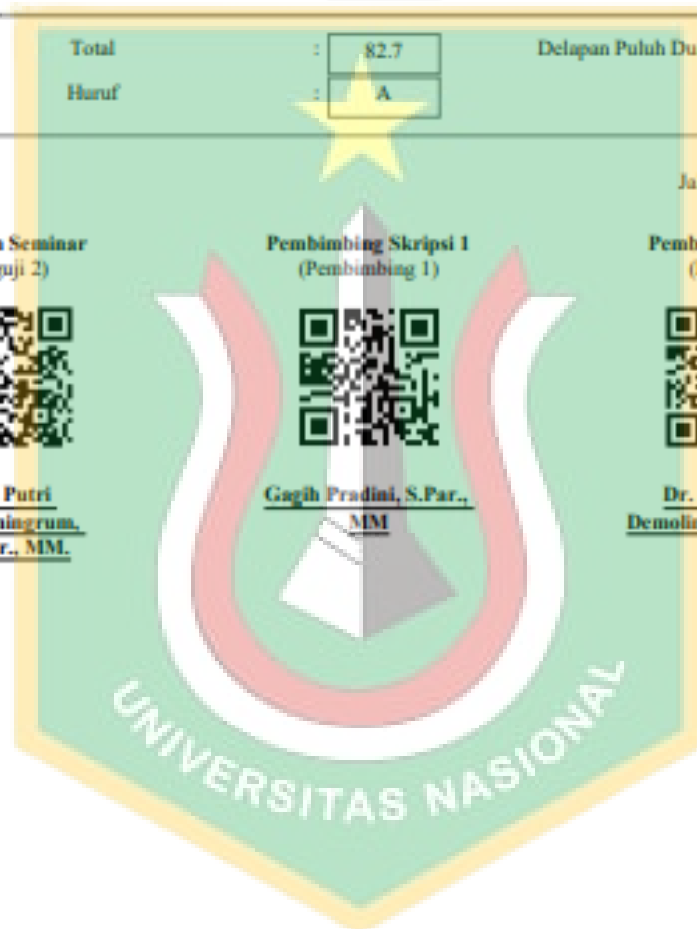 Total : 82.7 Delapan Puluh Du
Huruf : A
Ja
Seminar Pembimbing Skripsi 1 Pemb
uji 2) (Pembimbing 1) (
Putri Gagih Pradini, S.Par., Dr.
ningrum, MM Demolin
r., MM.
UNIVERSITAS NASIONAL